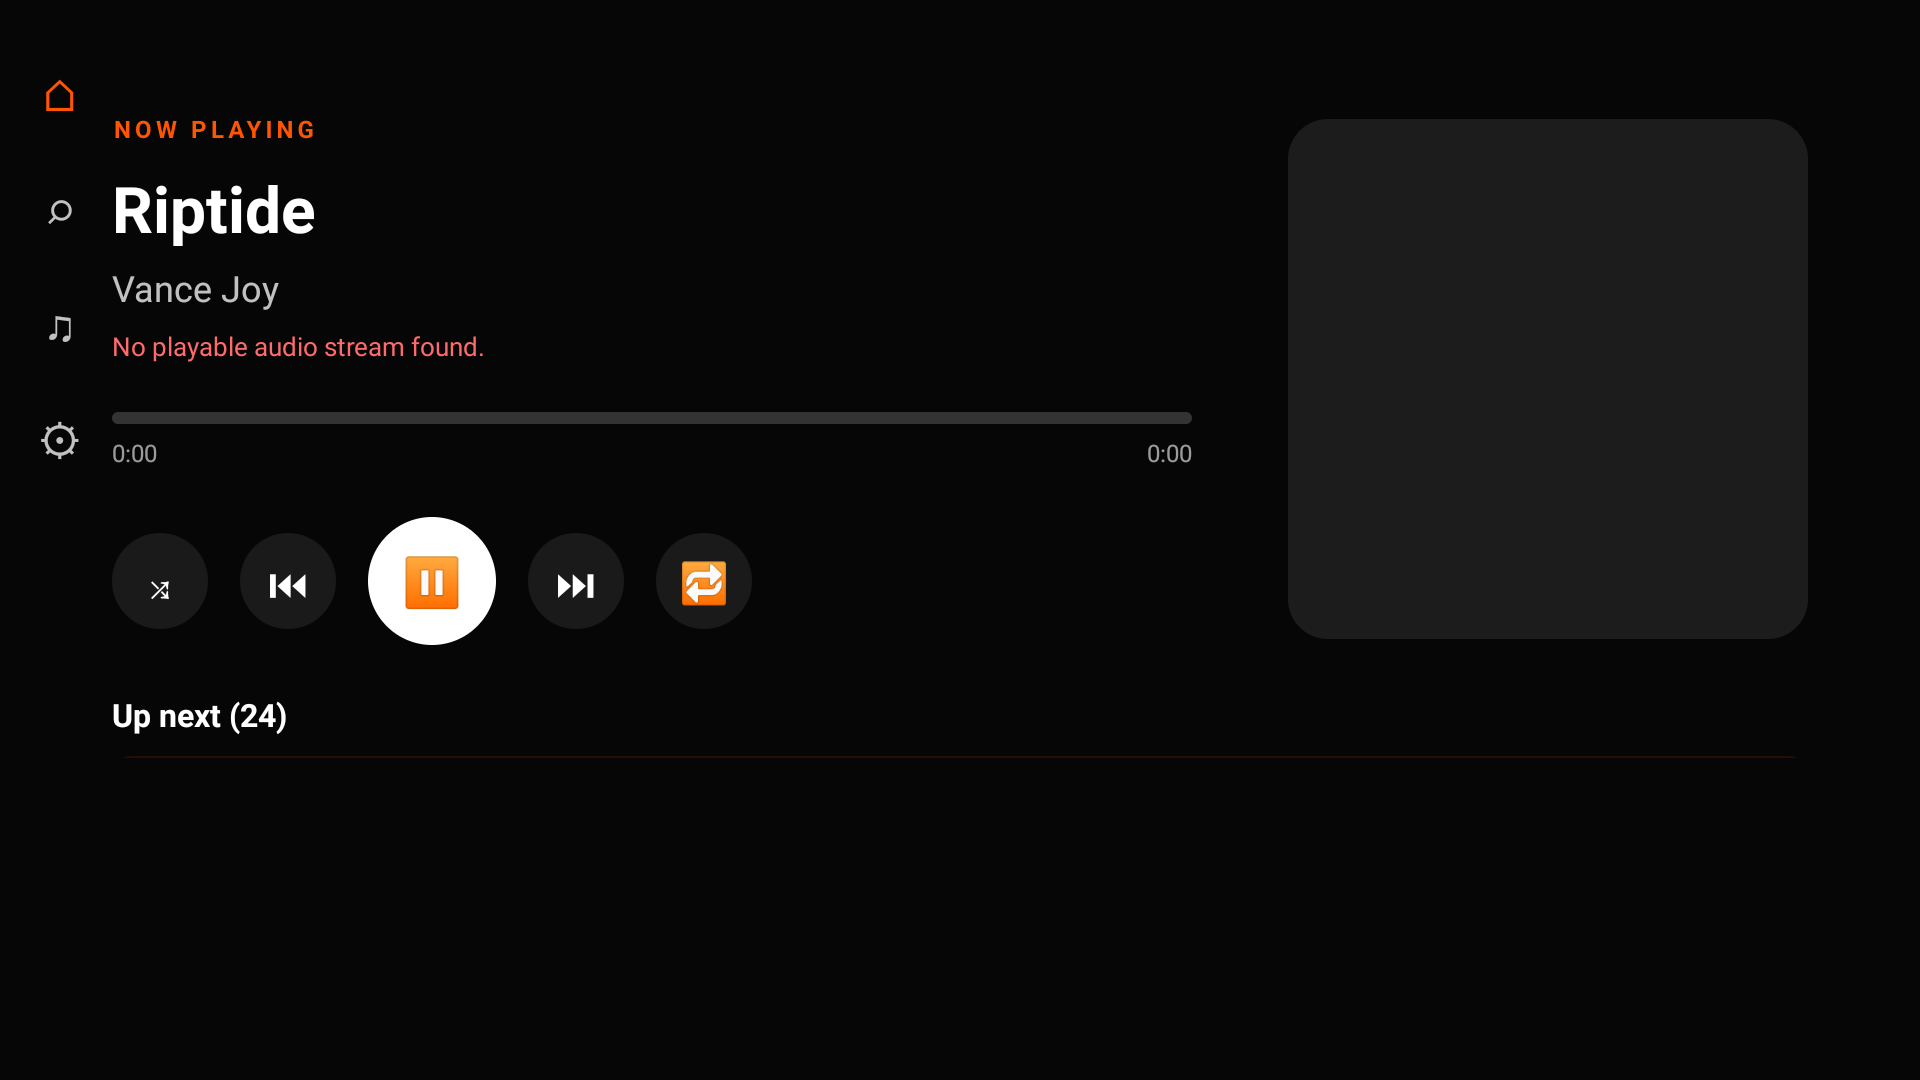 NOW PLAYING
Riptide
Vance Joy
No playable audio stream found.
0:00
0:00
Up next (24)